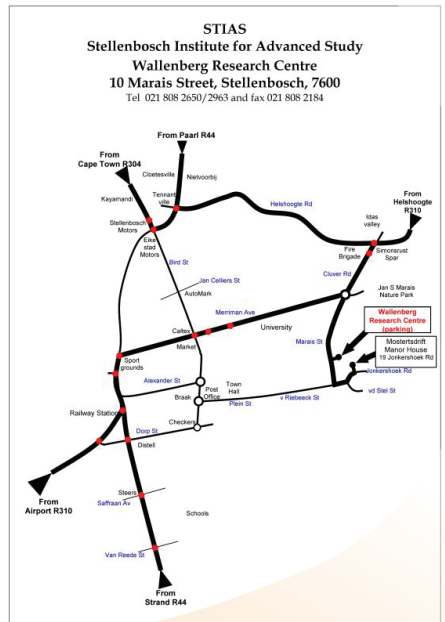 STIAS
Stellenbosch Institute for Advanced Study
Wallenberg Research Centre
10 Marais Street, Stellenbosch, 7600
Tel 021 808 2650/2963 and fax 021 808 2184
From Paarl R44
From
Cape Town R304
Cloetesville
Nietvoorbij
From
Helshoogte
R310
Kayamandi
Tennant
ville
Helshoogte Rd
Idas
valley
Stellenbosch
Motors
Eike
stad
Motors
Fire
Brigade
Simonsrust
Spar
Bird St
Cluver Rd
Jan Celliers St
AutoMark
Jan S Marais
Nature Park
Merriman Ave
Wallenberg
Research Centre
(parking)
Caltex
University
Market
Marais St
Mostertsdrift
Manor House
19 Jonkershoek Rd
Sport
grounds
Jonkershoek Rd
Alexander St
Post
Office
Town
Hall
Braak
Plein St
v Riebeeck St
vd Stel St
Railway Station
Checkers
Dorp St
Distell
Steers
Saffraan Av
From
Airport R310
Schools
Van Reede St
From
Strand R44